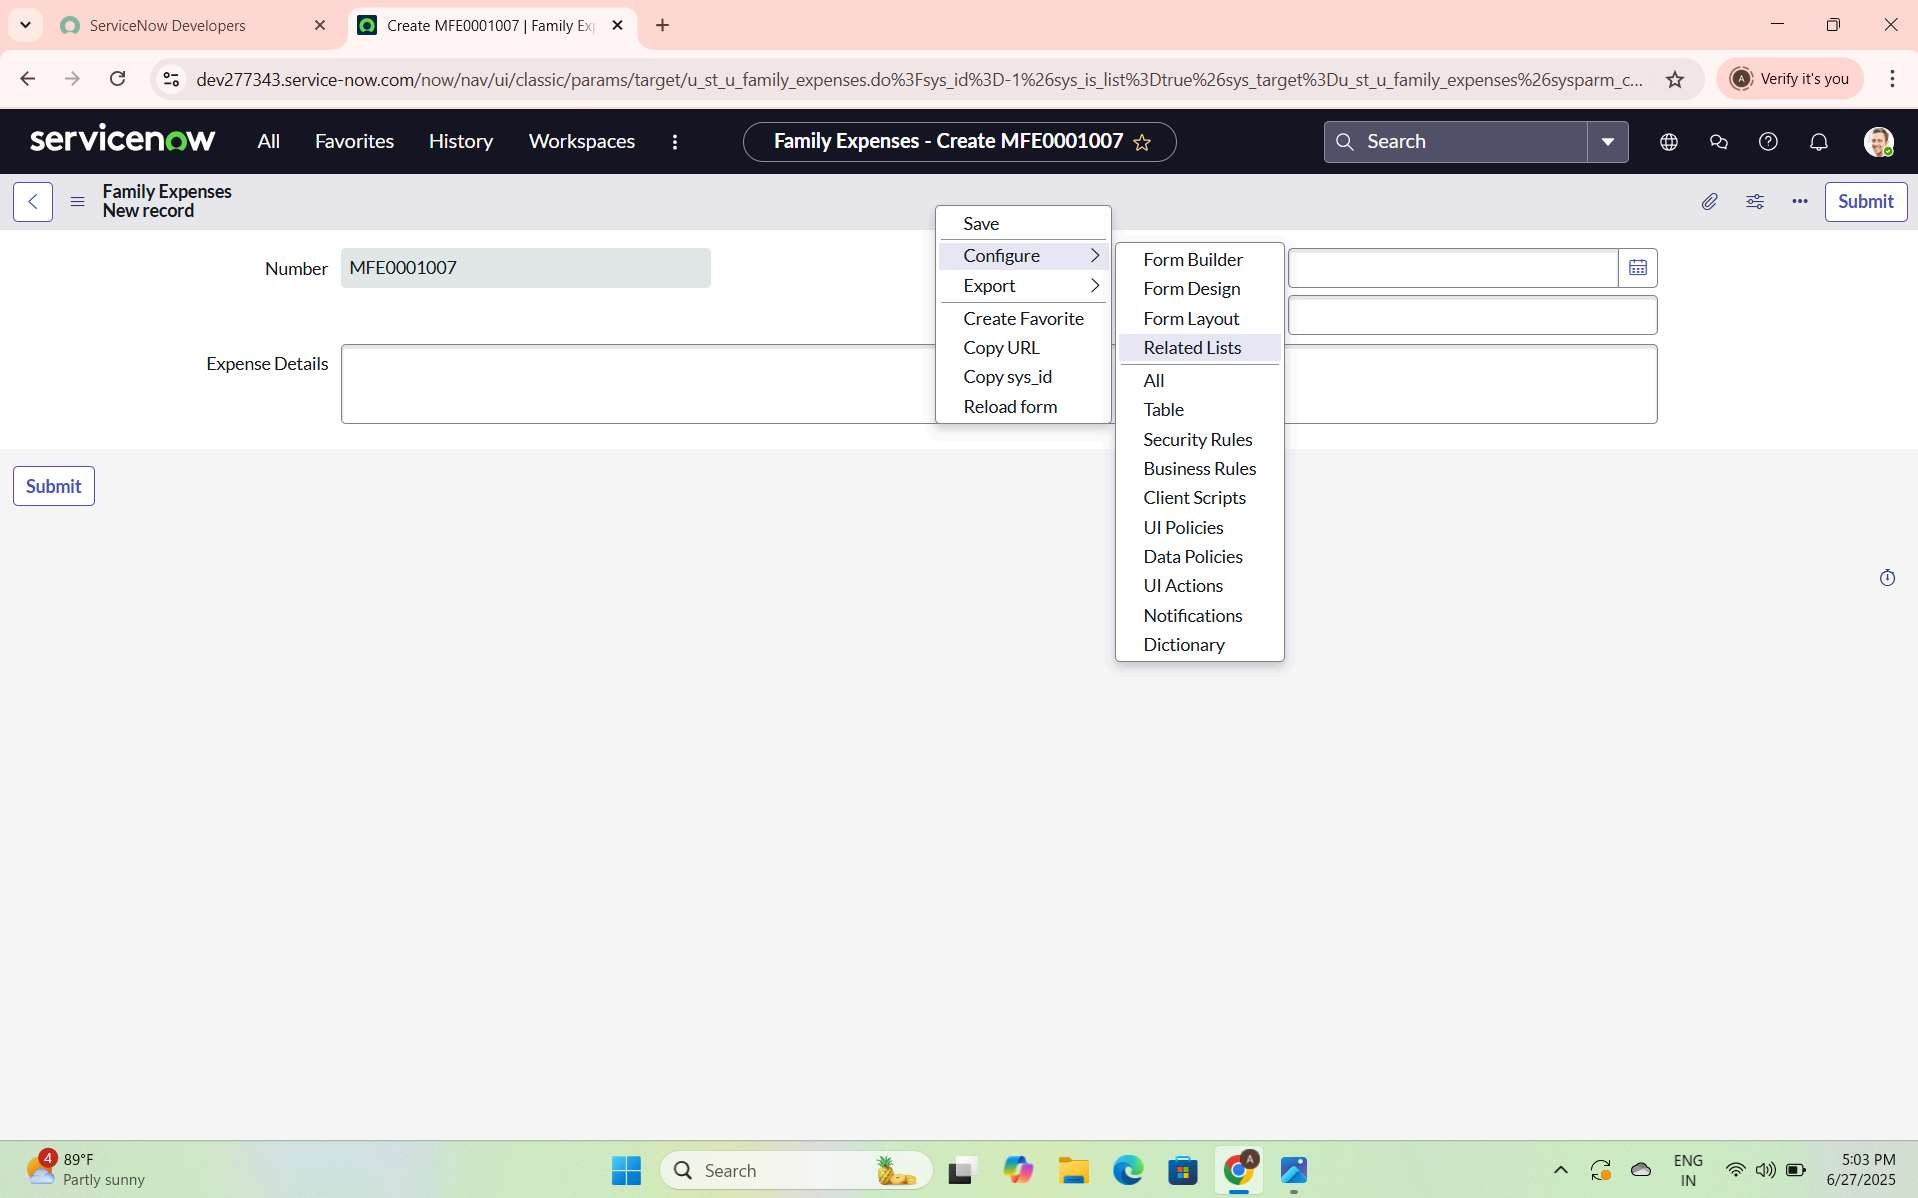 ServiceNow Developers
Create MFE0001007 | Family Ex
dev277343.service-now.com/now/nav/ui/classic/params/target/u_st_u_family_expenses.do%3Fsys_id%3D-1%26sys_is_list%3Dtrue%26sys_target%3Du_st_u_family_expenses%26sysparm_c...
Verify it's you
servicenow
All
Favorites
History
Workspaces
Family Expenses - Create MFE0001007
Search
Family Expenses
New record
Submit
Number
MFE0001007
Expense Details
Submit
Save
Configure
Export
Create Favorite
Copy URL
Copy sys_id
Reload form
Form Builder
Form Design
Form Layout
Related Lists
All
Table
Security Rules
Business Rules
Client Scripts
UI Policies
Data Policies
UI Actions
Notifications
Dictionary
4
89°F
Partly sunny
Search
A
ENG
IN
5:03 PM
6/27/2025